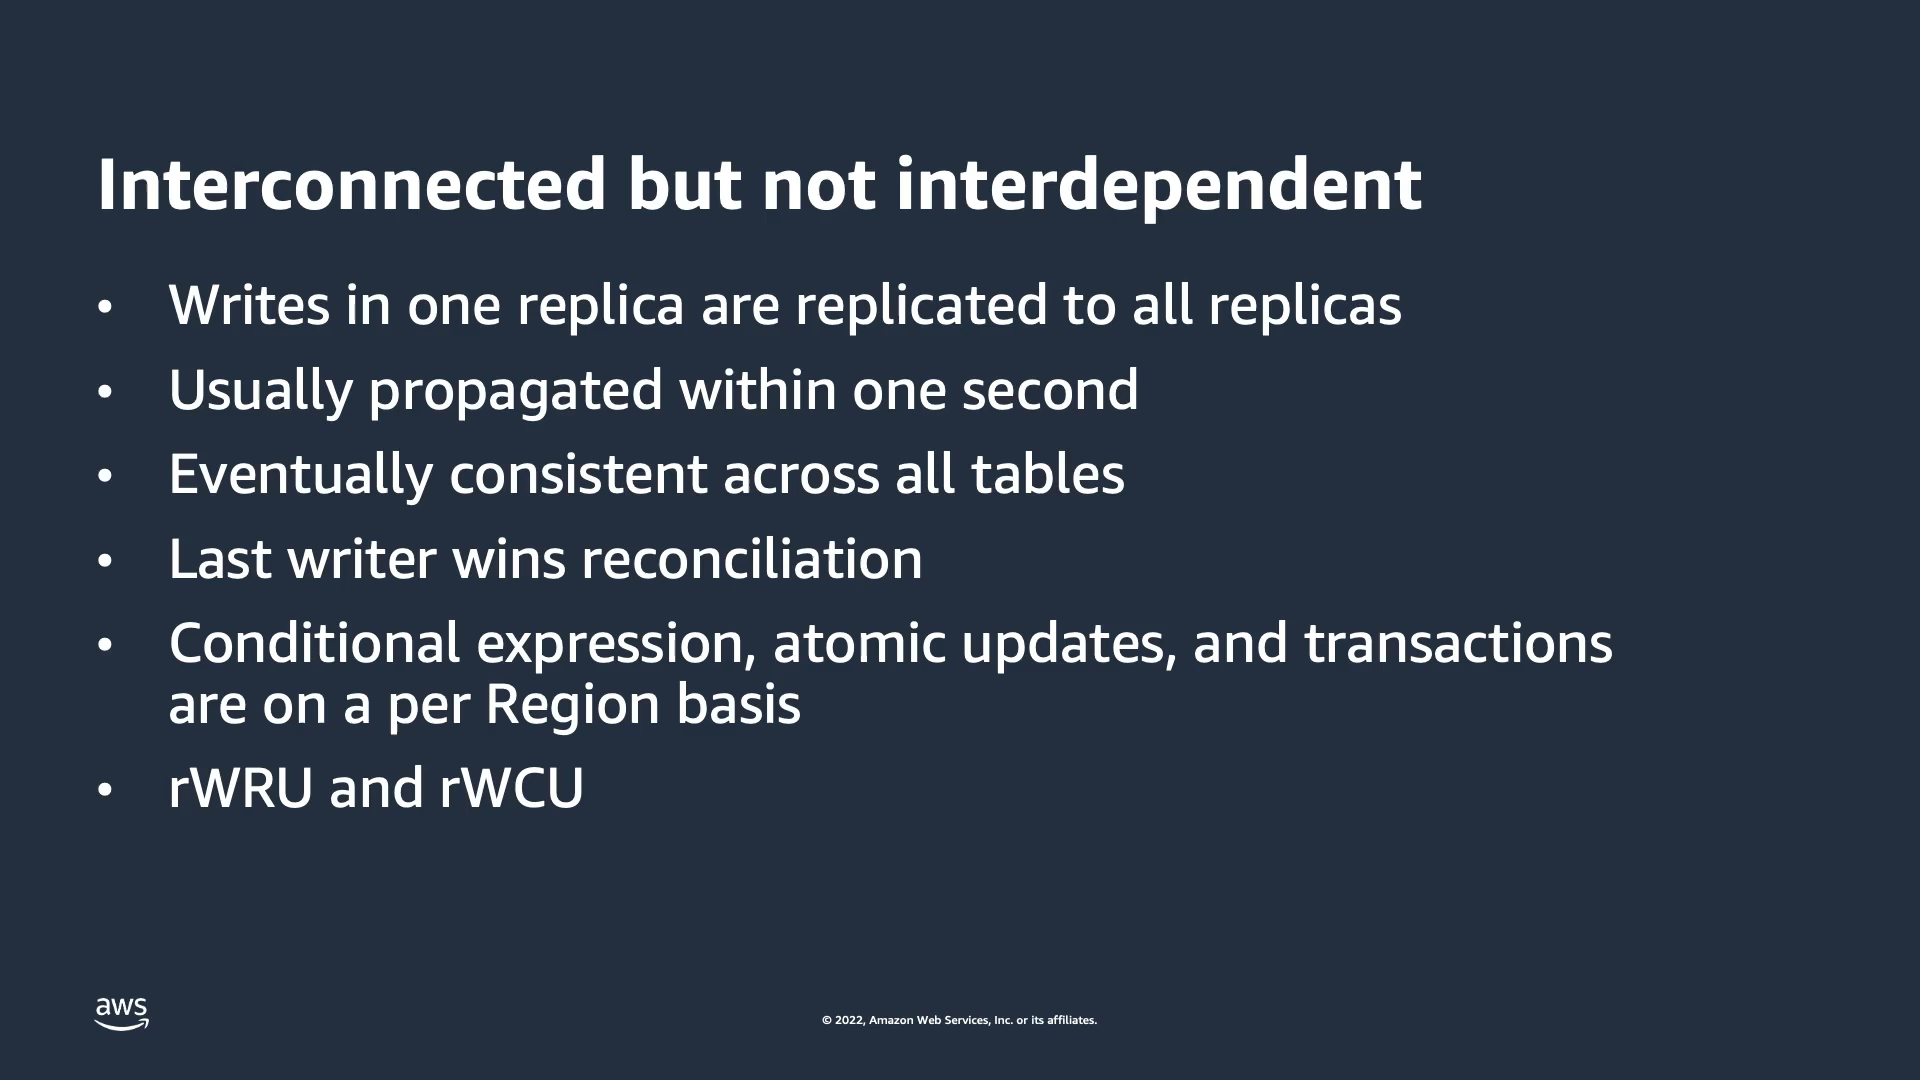 Interconnected but not interdependent
• Writes in one replica are replicated to all replicas
• Usually propagated within one second
• Eventually consistent across all tables
• Last writer wins reconciliation
• Conditional expression, atomic updates, and transactions
are on a per Region basis
• rWRU and rWCU
aws
© 2022, Amazon Web Services, Inc. or its affiliates.